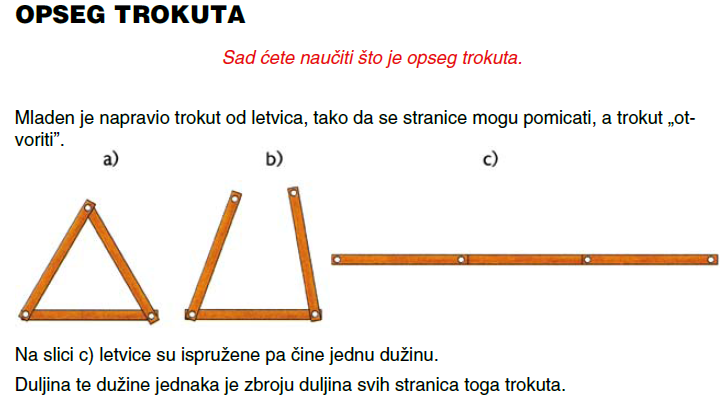 OPSEG TROKUTA
Sad ćete naučiti što je opseg trokuta.
Mladen je napravio trokut od letvica, tako da se stranice mogu pomicati, a trokut „ot-
voriti”.
a) b) c)
Na slici c) letvice su ispružene pa čine jednu dužinu.
Duljina te dužine jednaka je zbroju duljina svih stranica toga trokuta.